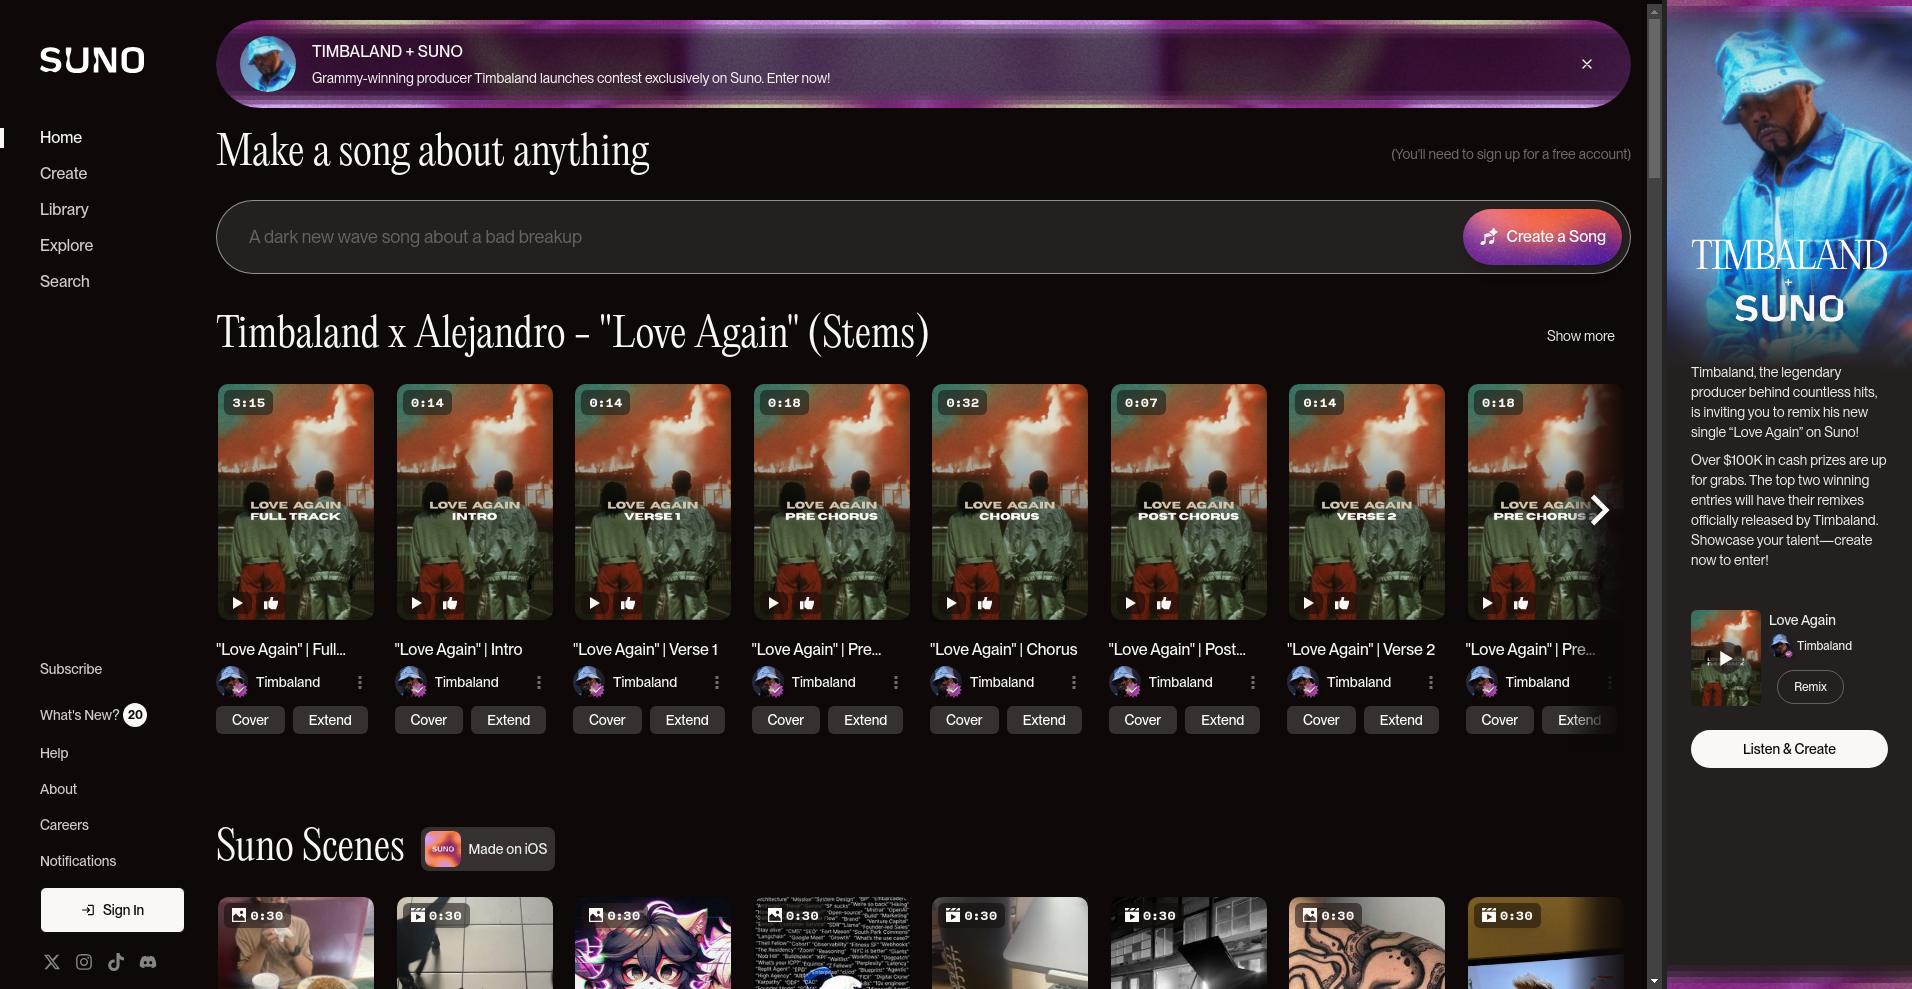 SUNO
Home
Create
Library
Explore
Search
Subscribe
What's New? 20
Help
About
Careers
Notifications
Sign In
TIMBALAND + SUNO
Grammy-winning producer Timbaland launches contest exclusively on Suno. Enter now!
Make a song about anything
(You'll need to sign up for a free account)
A dark new wave song about a bad breakup
Create a Song
Timbaland x Alejandro - "Love Again" (Stems)
Show more
3:15
LOVE AGAIN
FULL TRACK
"Love Again" | Full...
Timbaland
Cover Extend
0:14
LOVE AGAIN
INTRO
"Love Again" | Intro
Timbaland
Cover Extend
0:14
LOVE AGAIN
VERSE 1
"Love Again" | Verse 1
Timbaland
Cover Extend
0:18
LOVE AGAIN
PRE CHORUS
"Love Again" | Pre...
Timbaland
Cover Extend
0:32
LOVE AGAIN
CHORUS
"Love Again" | Chorus
Timbaland
Cover Extend
0:07
LOVE AGAIN
POST CHORUS
"Love Again" | Post...
Timbaland
Cover Extend
0:14
LOVE AGAIN
VERSE 2
"Love Again" | Verse 2
Timbaland
Cover Extend
0:18
LOVE AGAIN
PRE CHORUS 2
"Love Again" | Pre...
Timbaland
Cover Extend
Suno Scenes
SUNO
Made on iOS
0:30
0:30
0:30
0:30
0:30
0:30
0:30
0:30
TIMBALAND
+
SUNO
Timbaland, the legendary
producer behind countless hits,
is inviting you to remix his new
single “Love Again” on Suno!
Over $100K in cash prizes are up
for grabs. The top two winning
entries will have their remixes
officially released by Timbaland.
Showcase your talent—create
now to enter!
Love Again
Timbaland
Remix
Listen & Create